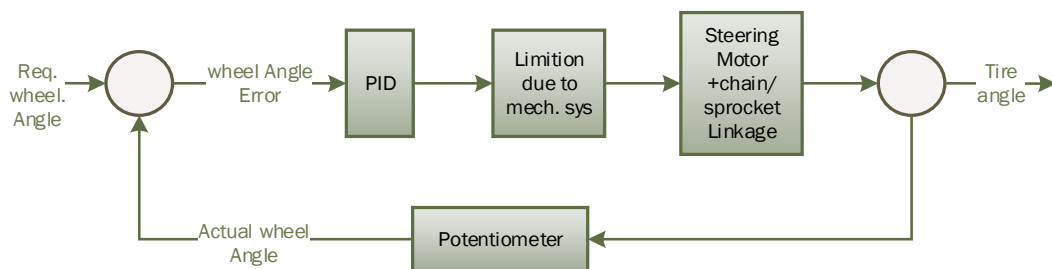 Req.
wheel.
Angle
wheel Angle
Error
PID
Limition
due to
mech. sys
Steering
Motor
+chain/
sprocket
Linkage
Tire
angle
Actual wheel
Angle
Potentiometer